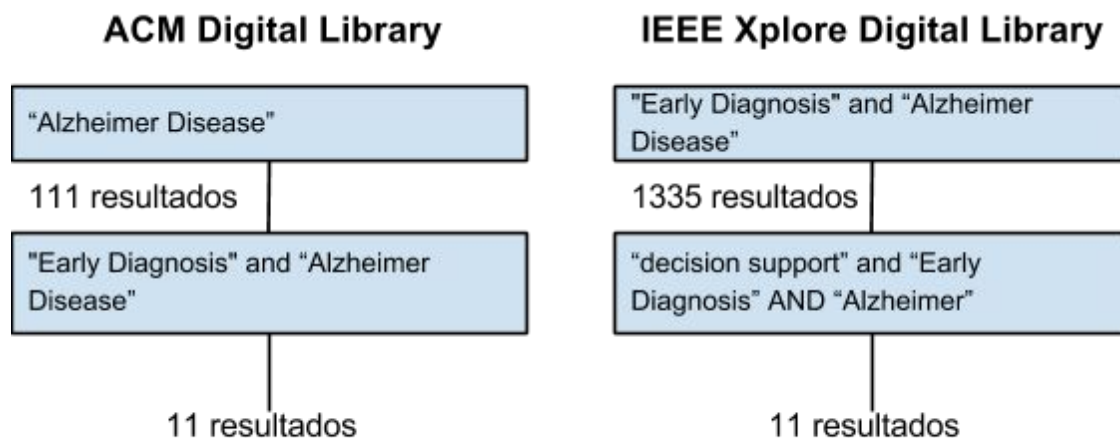 ACM Digital Library
“Alzheimer Disease”
111 resultados
"Early Diagnosis" and “Alzheimer
Disease”
11 resultados
IEEE Xplore Digital Library
"Early Diagnosis" and “Alzheimer
Disease”
1335 resultados
“decision support” and “Early
Diagnosis” AND “Alzheimer”
11 resultados